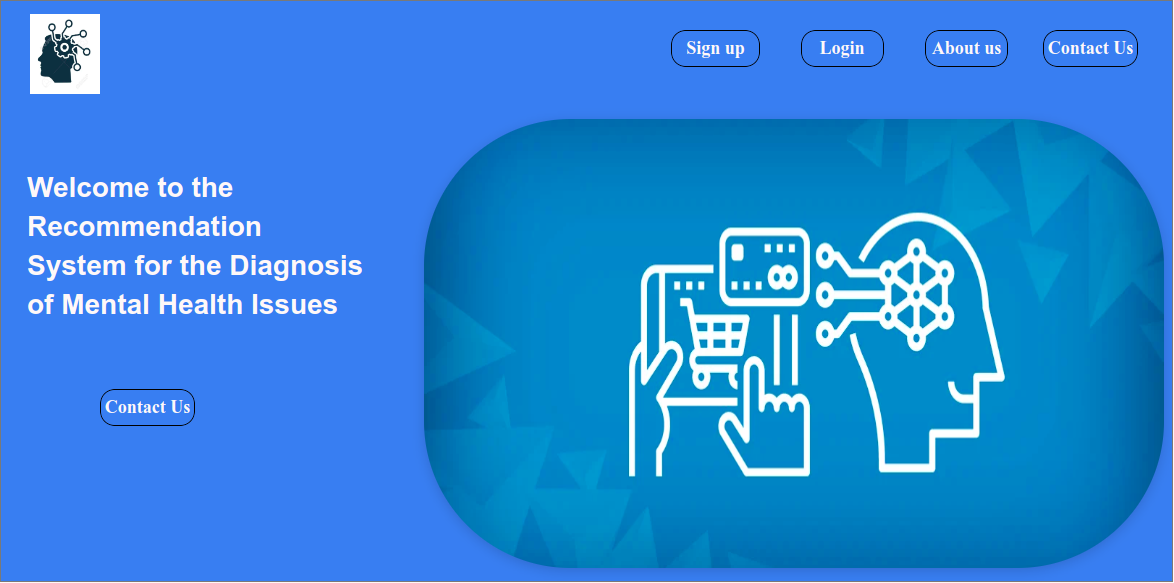 Sign up
Login
About us
Contact Us
Welcome to the
Recommendation
System for the Diagnosis
of Mental Health Issues
Contact Us